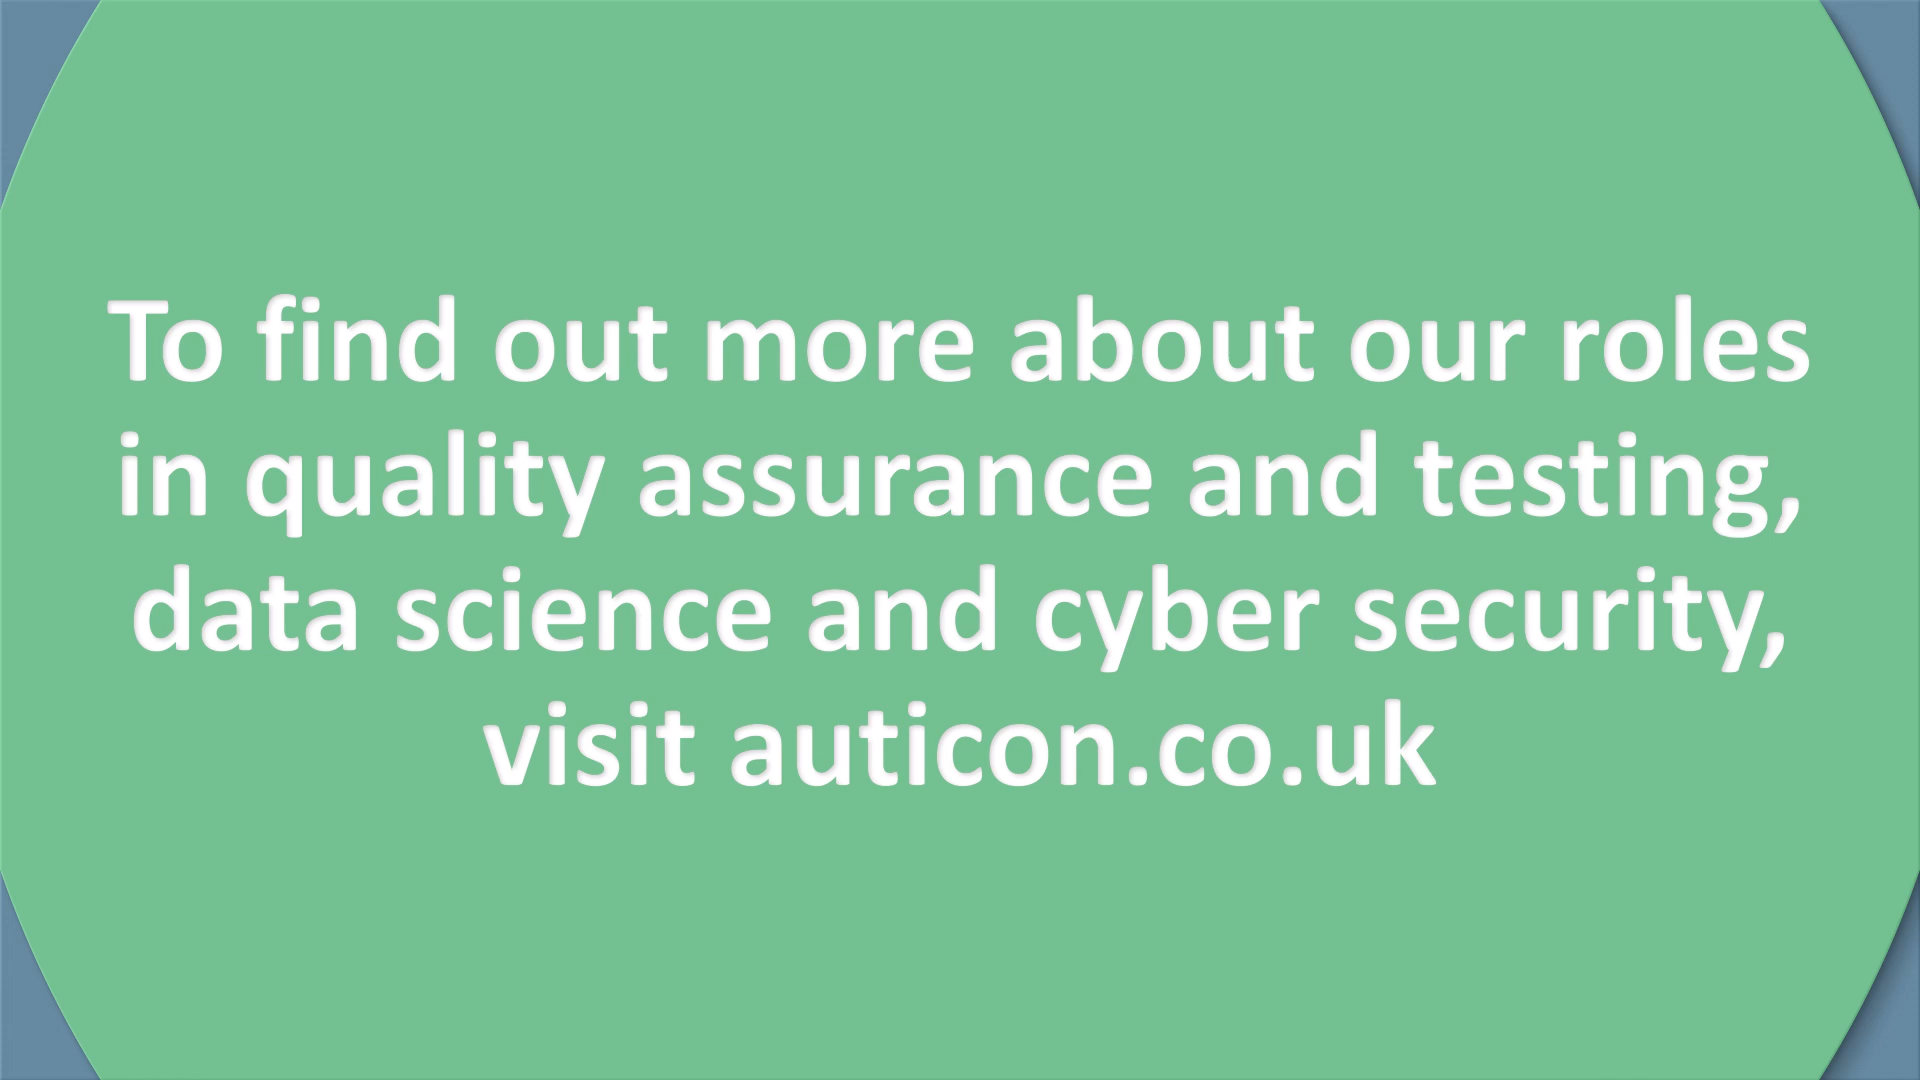 To find out more about our roles
in quality assurance and testing,
data science and cyber security,
visit auticon.co.uk